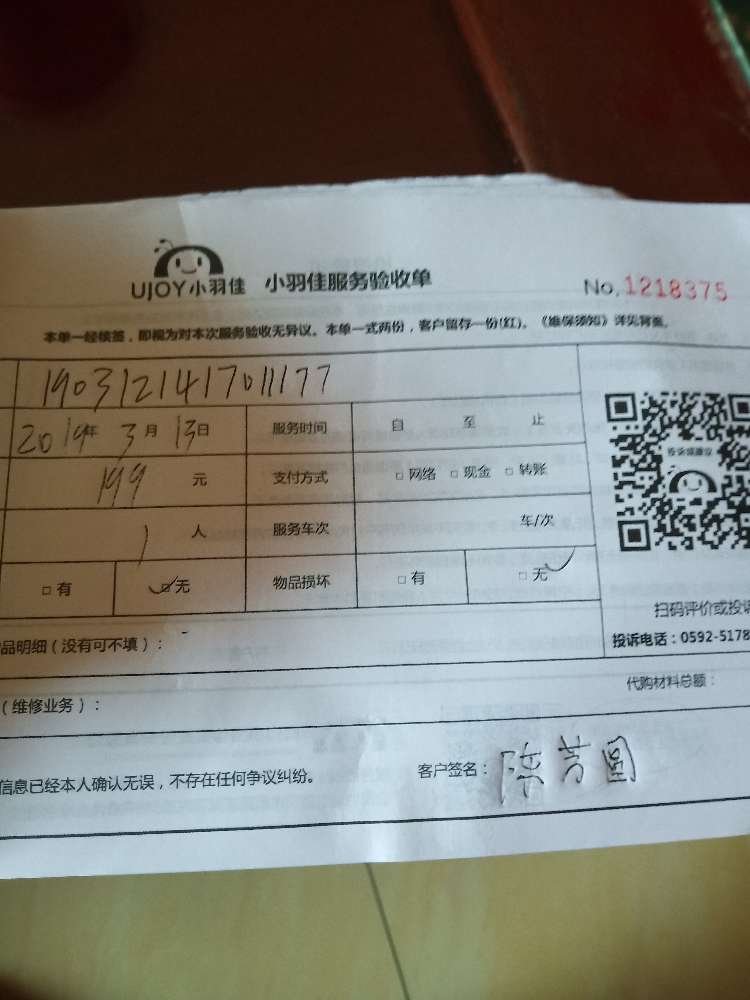 UJOY小羽佳 小羽佳服务验收单 No.1218375
本单一经核签，即视为对本次服务验收无异议。本单一式两份，客户留存一份(红)。《维保须知》详见背面。
1903121417011177
2019年 3月 13日 服务时间 自 至 止
199 元 支付方式 □网络 □现金 □转账
1 人 服务车次 车/次
□有 ☑无 物品损坏 □有 ☑无
投诉或建议
扫码评价或投诉
品明细（没有可不填）： -
投诉电话：0592-5178
（维修业务）： 代购材料总额：
信息已经本人确认无误，不存在任何争议纠纷。 客户签名：陈芳圆